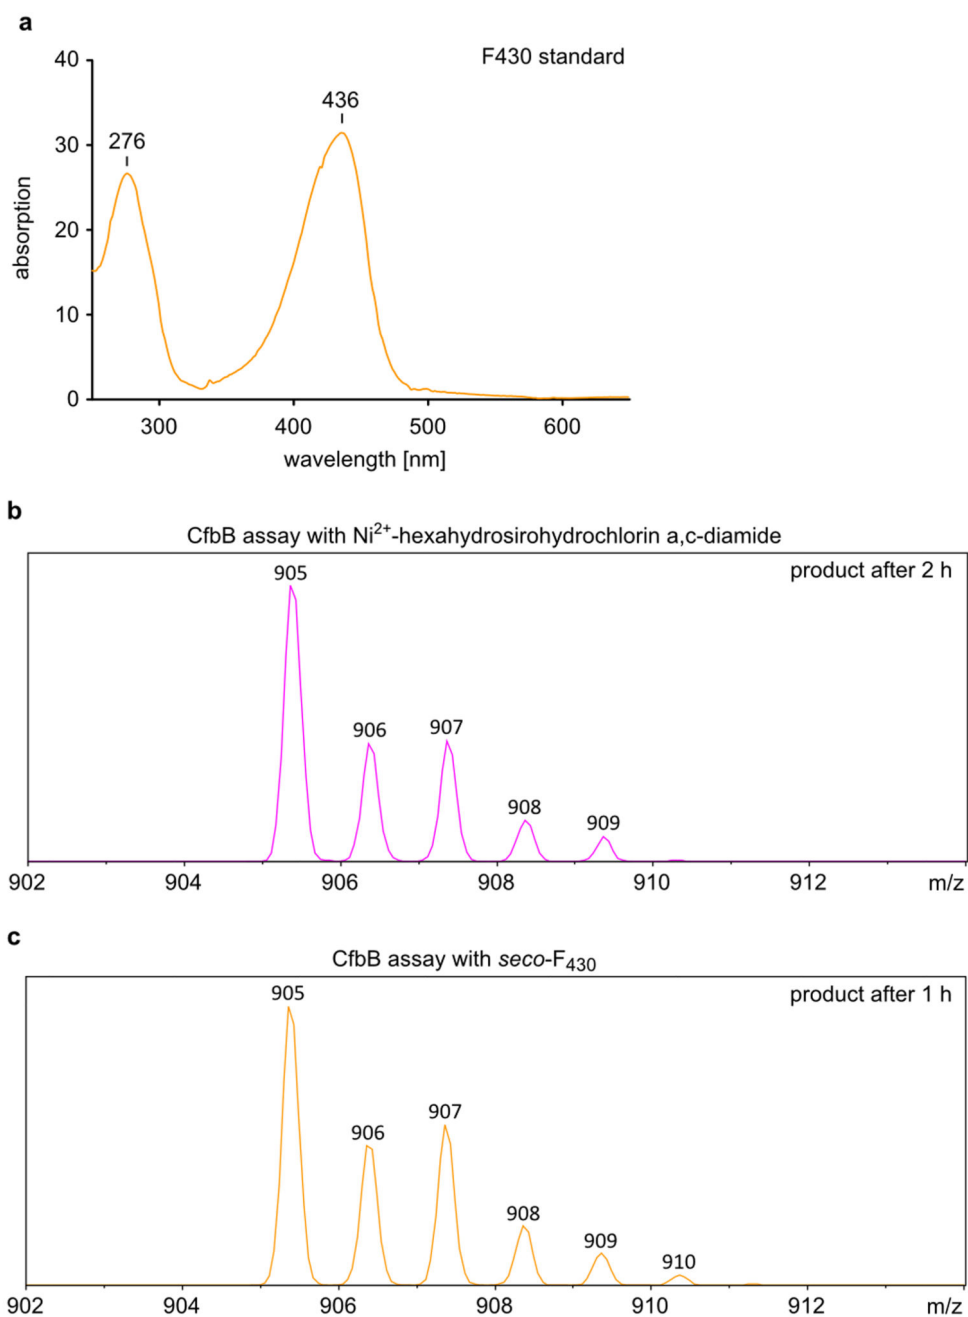 a
F430 standard
40
30
20
10
0
absorption
276
436
300 400 500 600
wavelength [nm]
b
CfbB assay with Ni²⁺-hexahydrosirohydrochlorin a,c-diamide
product after 2 h
905
906
907
908
909
902 904 906 908 910 912 m/z
c
CfbB assay with seco-F₄₃₀
product after 1 h
905
906
907
908
909
910
902 904 906 908 910 912 m/z